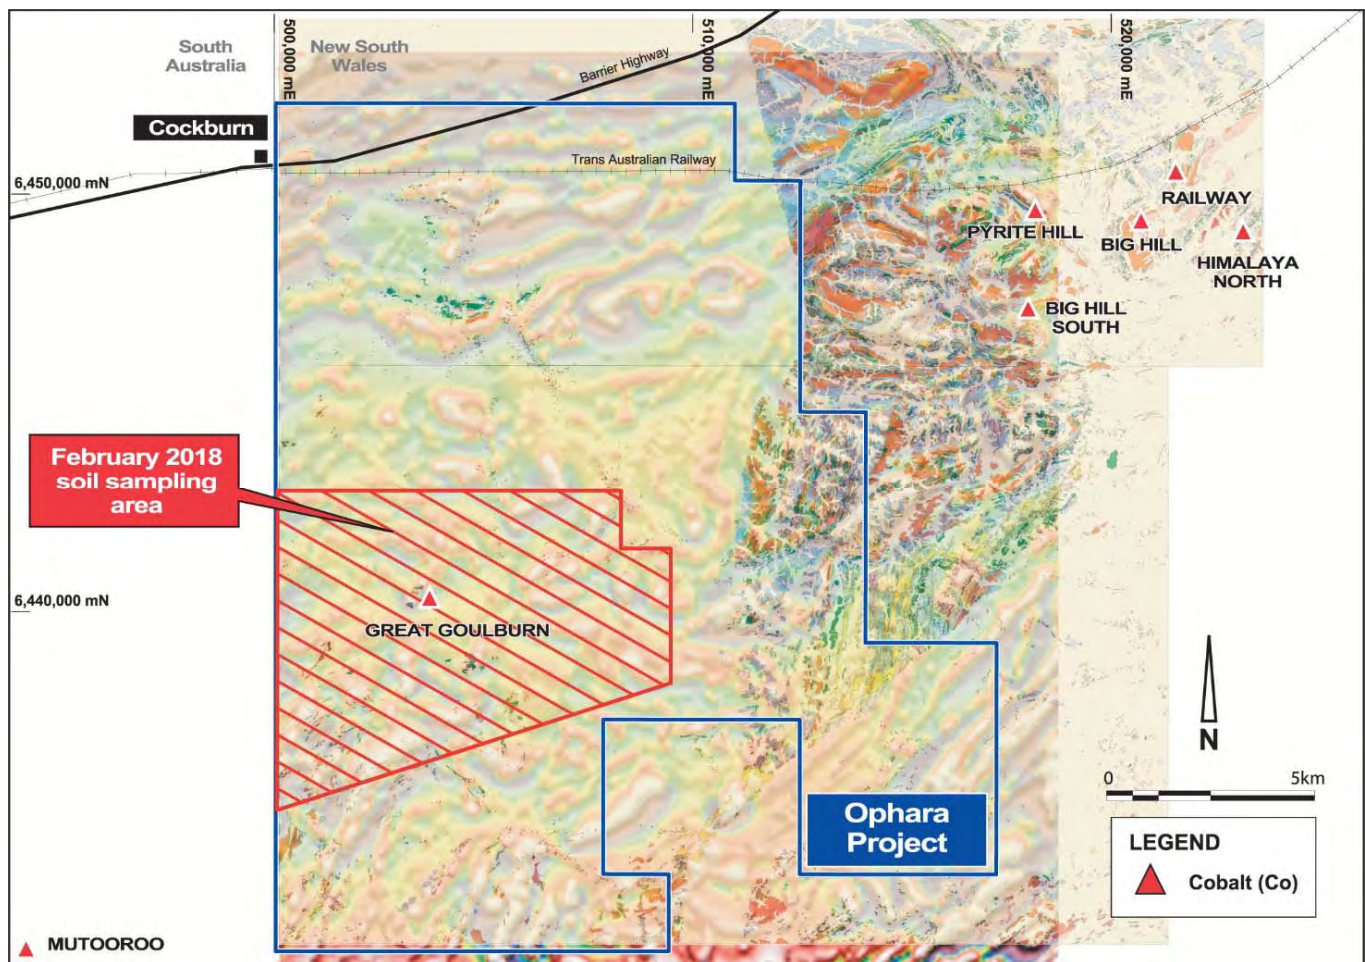 South
Australia
New South
Wales
500,000 mE
510,000 mE
520,000 mE
Barrier Highway
Cockburn
Trans Australian Railway
6,450,000 mN
RAILWAY
PYRITE HILL
BIG HILL
HIMALAYA
NORTH
BIG HILL
SOUTH
February 2018
soil sampling
area
6,440,000 mN
GREAT GOULBURN
N
0 5km
Ophara
Project
LEGEND
Cobalt (Co)
MUTOOROO